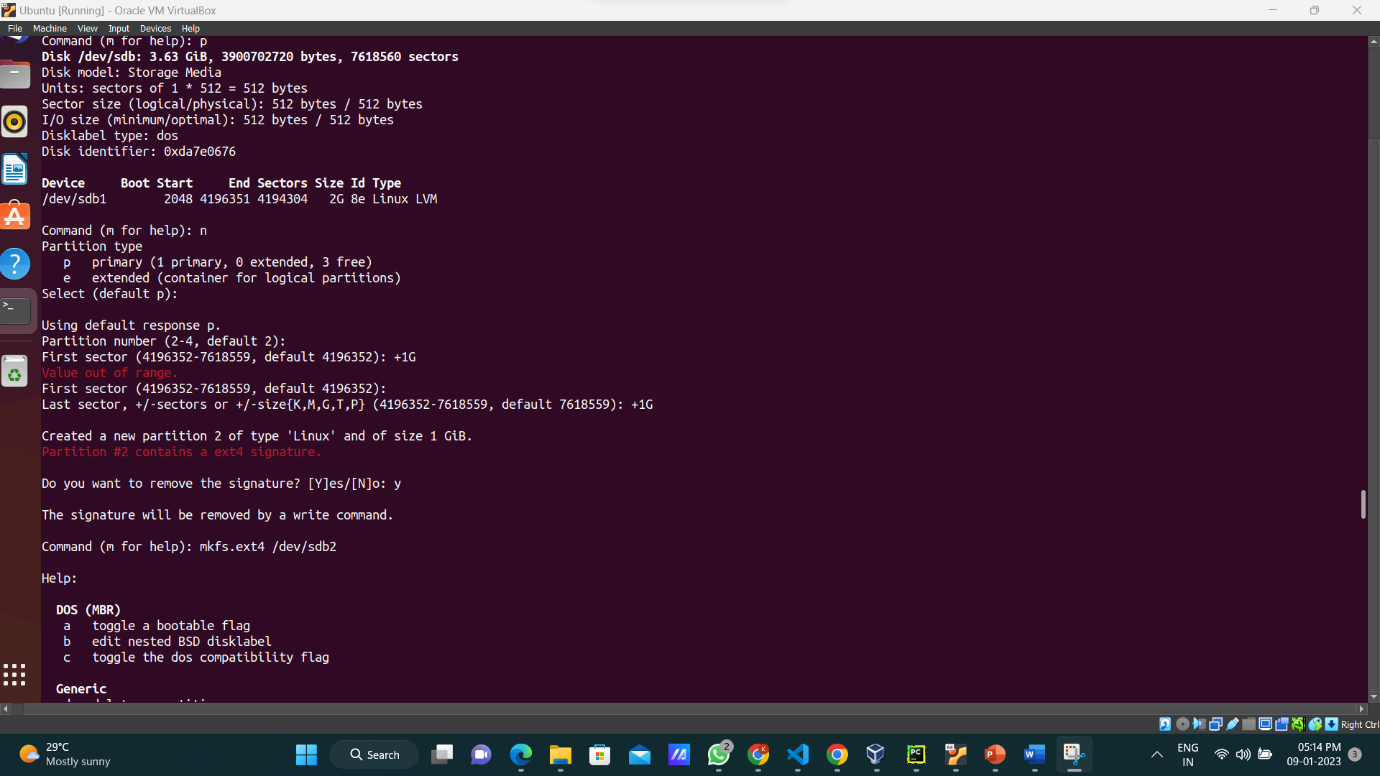 Ubuntu [Running] - Oracle VM VirtualBox
File Machine View Input Devices Help
Command (m for help): p
Disk /dev/sdb: 3.63 GiB, 3900702720 bytes, 7618560 sectors
Disk model: Storage Media
Units: sectors of 1 * 512 = 512 bytes
Sector size (logical/physical): 512 bytes / 512 bytes
I/O size (minimum/optimal): 512 bytes / 512 bytes
Disklabel type: dos
Disk identifier: 0xda7e0676
Device Boot Start End Sectors Size Id Type
/dev/sdb1 2048 4196351 4194304 2G 8e Linux LVM
Command (m for help): n
Partition type
p primary (1 primary, 0 extended, 3 free)
e extended (container for logical partitions)
Select (default p):
Using default response p.
Partition number (2-4, default 2):
First sector (4196352-7618559, default 4196352): +1G
Value out of range.
First sector (4196352-7618559, default 4196352):
Last sector, +/-sectors or +/-size{K,M,G,T,P} (4196352-7618559, default 7618559): +1G
Created a new partition 2 of type 'Linux' and of size 1 GiB.
Partition #2 contains a ext4 signature.
Do you want to remove the signature? [Y]es/[N]o: y
The signature will be removed by a write command.
Command (m for help): mkfs.ext4 /dev/sdb2
Help:
DOS (MBR)
a toggle a bootable flag
b edit nested BSD disklabel
c toggle the dos compatibility flag
Generic
Right Ctrl
29°C
Mostly sunny
Search
2
ENG
IN
05:14 PM
09-01-2023
3